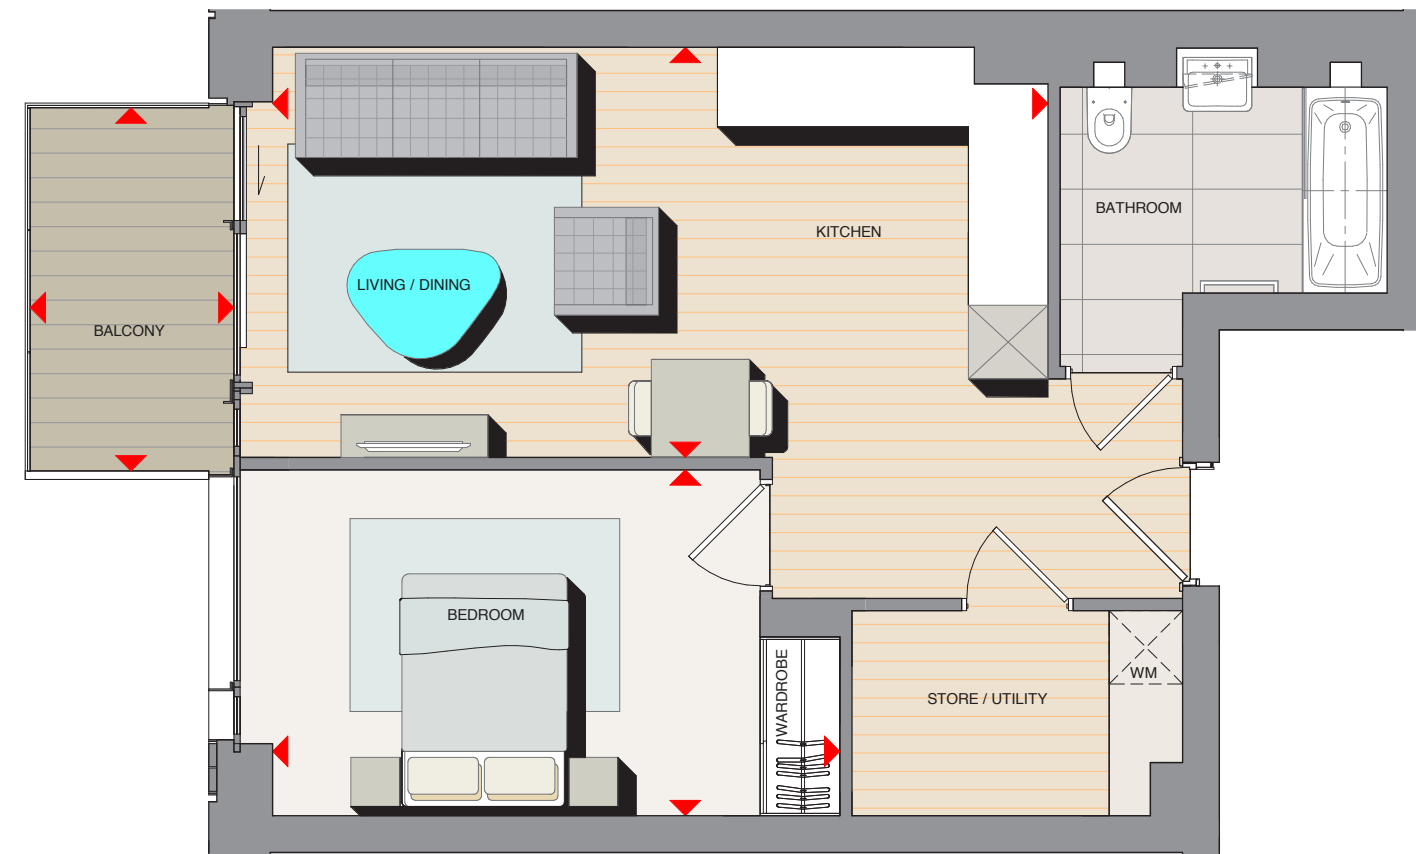 BATHROOM
KITCHEN
LIVING / DINING
BALCONY
BEDROOM
WARDROBE
WM
STORE / UTILITY